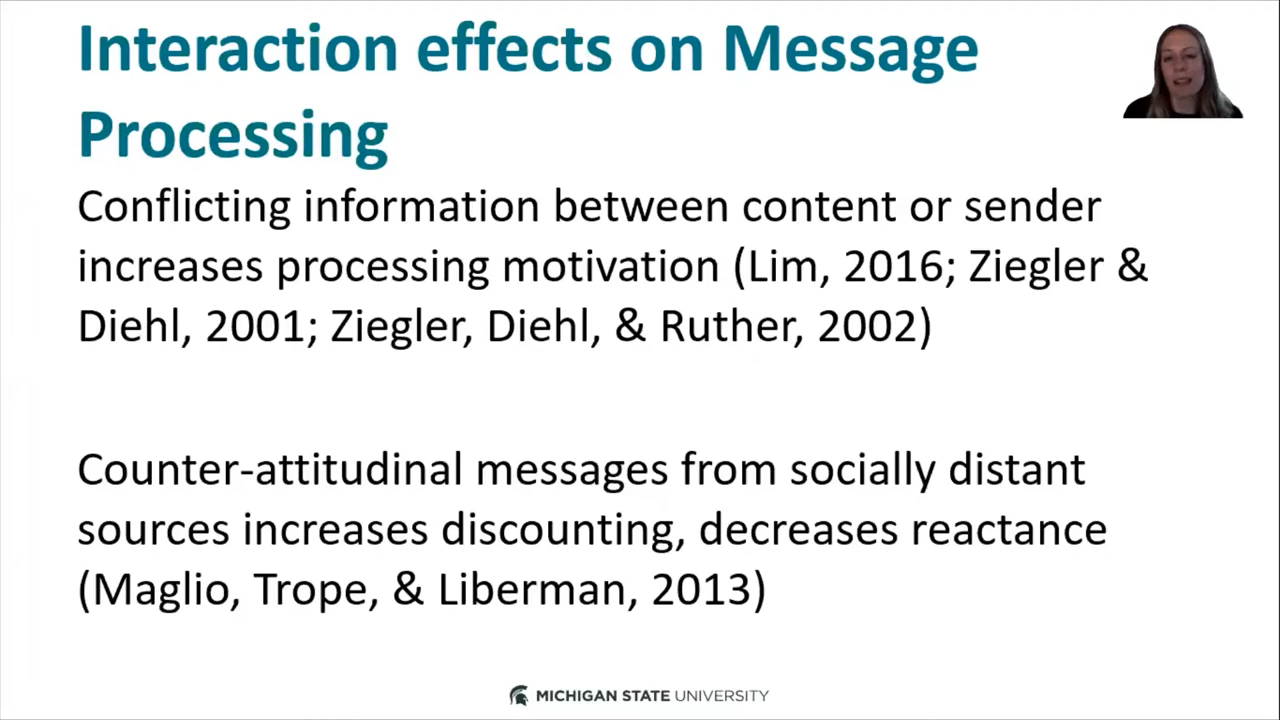 Interaction effects on Message
Processing
Conflicting information between content or sender
increases processing motivation (Lim, 2016; Ziegler &
Diehl, 2001; Ziegler, Diehl, & Ruther, 2002)
Counter-attitudinal messages from socially distant
sources increases discounting, decreases reactance
(Maglio, Trope, & Liberman, 2013)
MICHIGAN STATE UNIVERSITY